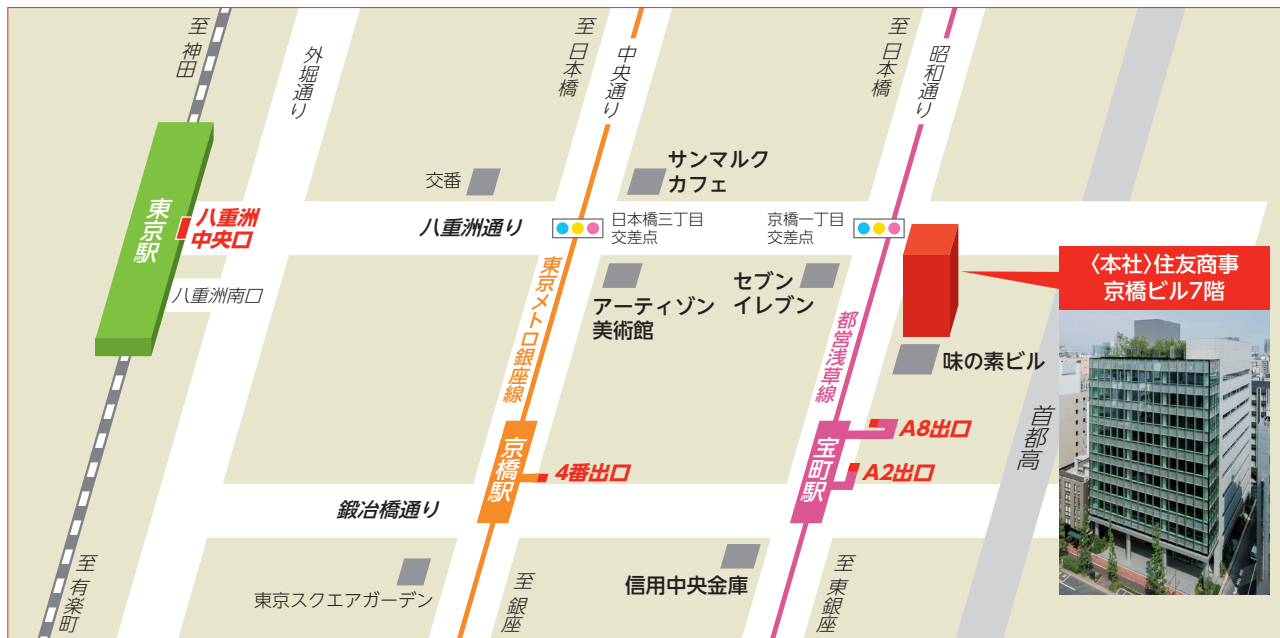 至神田
外堀通り
至日本橋
中央通り
至日本橋
昭和通り
サンマルク
カフェ
交番
東京駅
八重洲
中央口
八重洲通り
日本橋三丁目
交差点
京橋一丁目
交差点
八重洲南口
東京メトロ銀座線
アーティゾン
美術館
セブン
イレブン
都営浅草線
〈本社〉住友商事
京橋ビル7階
味の素ビル
首都高
京橋駅
4番出口
宝町駅
A8出口
A2出口
鍛冶橋通り
至有楽町
東京スクエアガーデン
至銀座
信用中央金庫
至東銀座